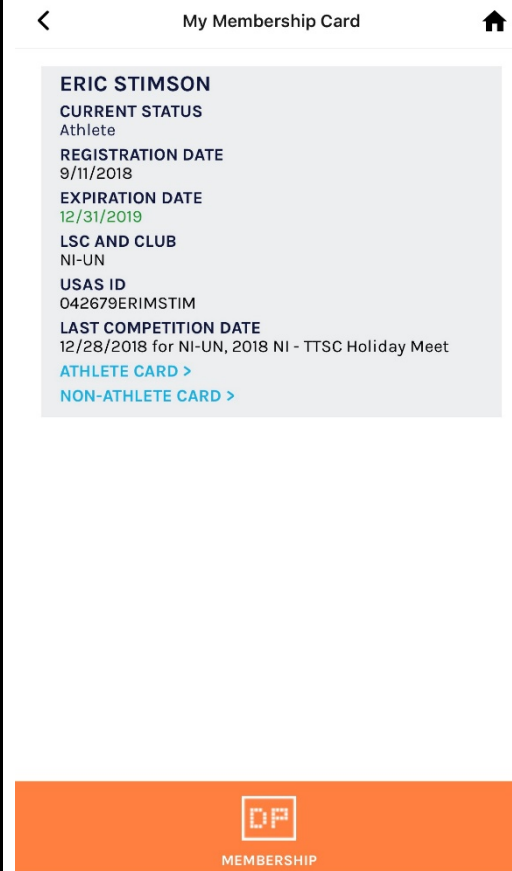 My Membership Card
ERIC STIMSON
CURRENT STATUS
Athlete
REGISTRATION DATE
9/11/2018
EXPIRATION DATE
12/31/2019
LSC AND CLUB
NI-UN
USAS ID
042679ERIMSTIM
LAST COMPETITION DATE
12/28/2018 for NI-UN, 2018 NI - TTSC Holiday Meet
ATHLETE CARD >
NON-ATHLETE CARD >
DP
MEMBERSHIP